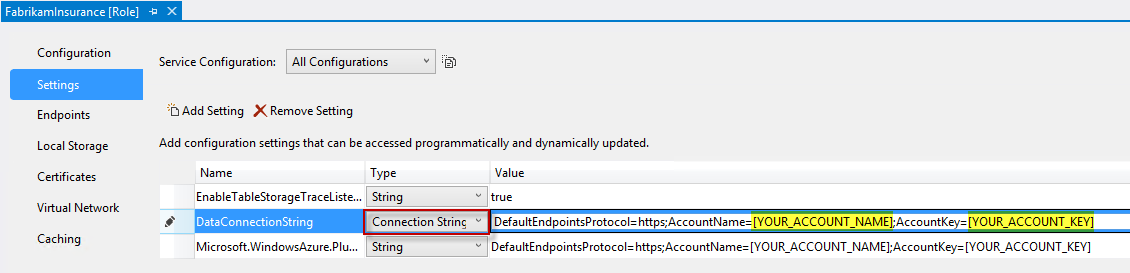 FabrikamInsurance [Role]
Configuration
Settings
Endpoints
Local Storage
Certificates
Virtual Network
Caching
Service Configuration: All Configurations
Add Setting Remove Setting
Add configuration settings that can be accessed programmatically and dynamically updated.
Name Type Value
EnableTableStorageTraceListe... String true
DataConnectionString Connection String DefaultEndpointsProtocol=https;AccountName=[YOUR_ACCOUNT_NAME];AccountKey=[YOUR_ACCOUNT_KEY]
Microsoft.WindowsAzure.Plu... String DefaultEndpointsProtocol=https;AccountName=[YOUR_ACCOUNT_NAME];AccountKey=[YOUR_ACCOUNT_KEY]